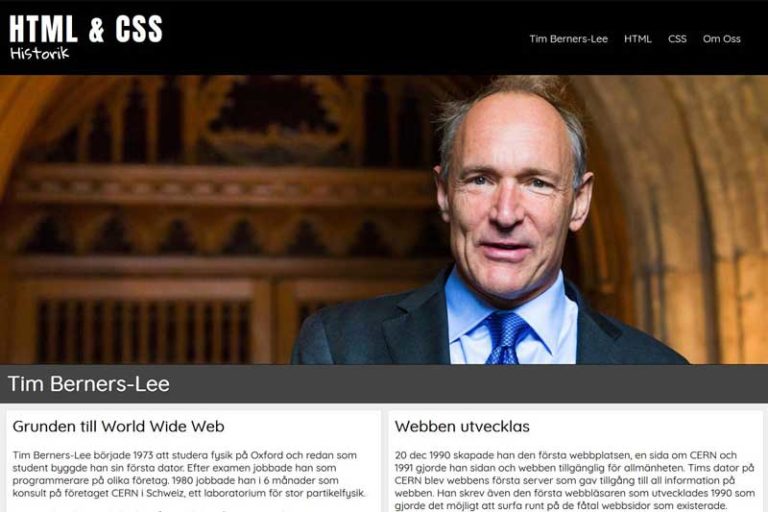 HTML & CSS
Historik
Tim Berners-Lee HTML CSS Om Oss
Tim Berners-Lee
Grunden till World Wide Web
Tim Berners-Lee började 1973 att studera fysik på Oxford och redan som
student byggde han sin första dator. Efter examen jobbade han som
programmerare på olika företag. 1980 jobbade han i 6 månader som
konsult på företaget CERN i Schweiz, ett laboratorium för stor partikelfysik.
Webben utvecklas
20 dec 1990 skapade han den första webbplatsen, en sida om CERN och
1991 gjorde han sidan och webben tillgänglig för allmänheten. Tims dator på
CERN blev webbens första server som gav tillgång till all information på
webben. Han skrev även den första webbläsaren som utvecklades 1990 som
gjorde det möjligt att surfa runt på de fåtal webbsidor som existerade.